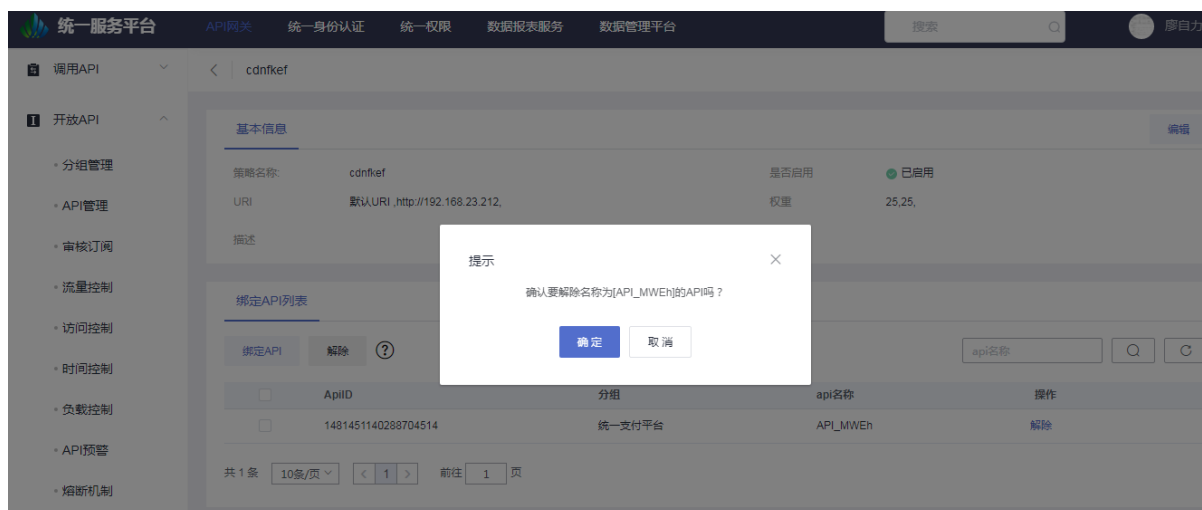 统一服务平台 API网关 统一身份认证 统一权限 数据报表服务 数据管理平台 搜索 廖自力
调用API
cdnfkef
开放API
基本信息 编辑
分组管理
策略名称: cdnfkef 是否启用 已启用
API管理
URI 默认URI ,http://192.168.23.212, 权重 25,25,
审核订阅
描述
提示
流量控制
确认要解除名称为[API_MWEh]的API吗？
绑定API列表
访问控制
确定 取消
绑定API 解除 ? api名称
时间控制
ApiID 分组 api名称 操作
负载控制
1481451140288704514 统一支付平台 API_MWEh 解除
API预警
共 1 条 10条/页 < 1 > 前往 1 页
熔断机制